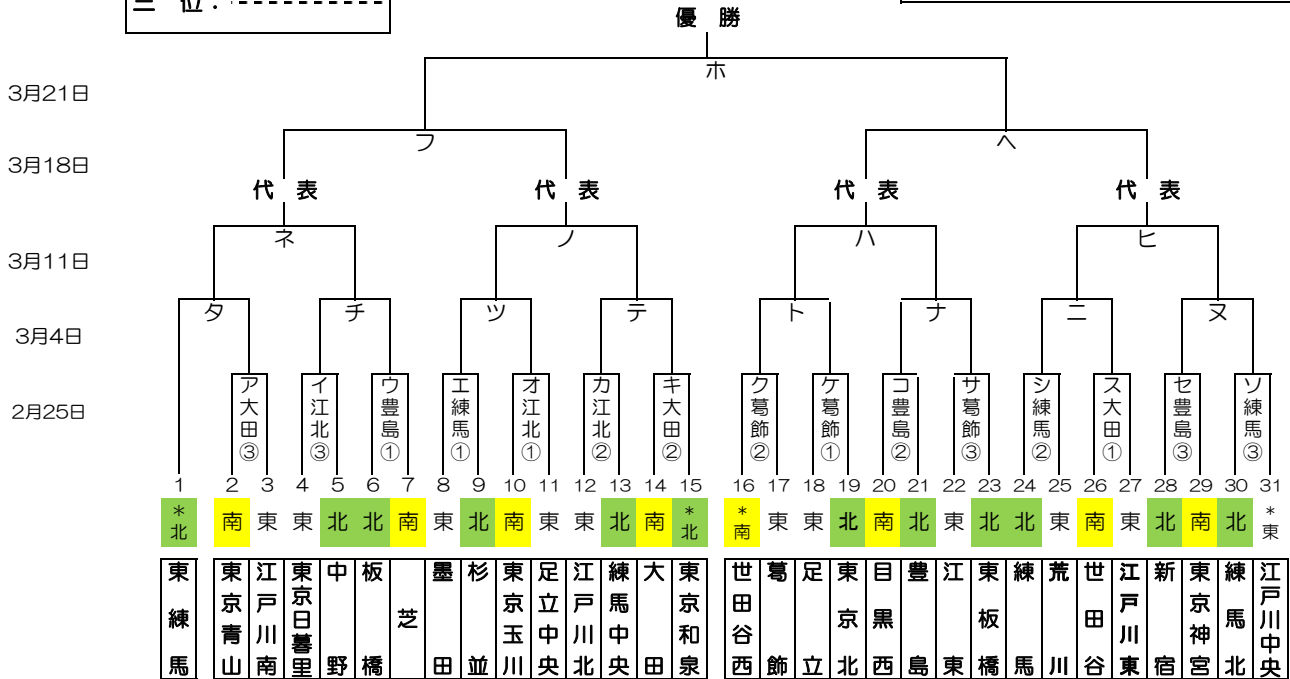 三 位：
優 勝
ホ
3月21日
フ ヘ
3月18日
代 表 代 表 代 表 代 表
ネ ノ ハ ヒ
3月11日
タ チ ツ テ ト ナ ニ ヌ
3月4日
2月25日
ア大田③
イ江北③
ウ豊島①
エ練馬①
オ江北①
カ江北②
キ大田②
ク葛飾②
ケ葛飾①
コ豊島②
サ葛飾③
シ練馬②
ス大田①
セ豊島③
ソ練馬③
1 2 3 4 5 6 7 8 9 10 11 12 13 14 15 16 17 18 19 20 21 22 23 24 25 26 27 28 29 30 31
*北 南 東 東 北 北 南 東 北 南 東 東 北 南 *北 *南 東 東 北 南 北 東 北 北 東 南 東 北 南 北 *東
東練馬
東京青山
江戸川南
東京日暮里
中野
板橋
芝
墨田
杉並
東京玉川
足立中央
江戸川北
練馬中央
大田
東京和泉
世田谷西
葛飾
足立
東京北
目黒西
豊島
江東
東板橋
練馬
荒川
世田谷
江戸川東
新宿
東京神宮
練馬北
江戸川中央